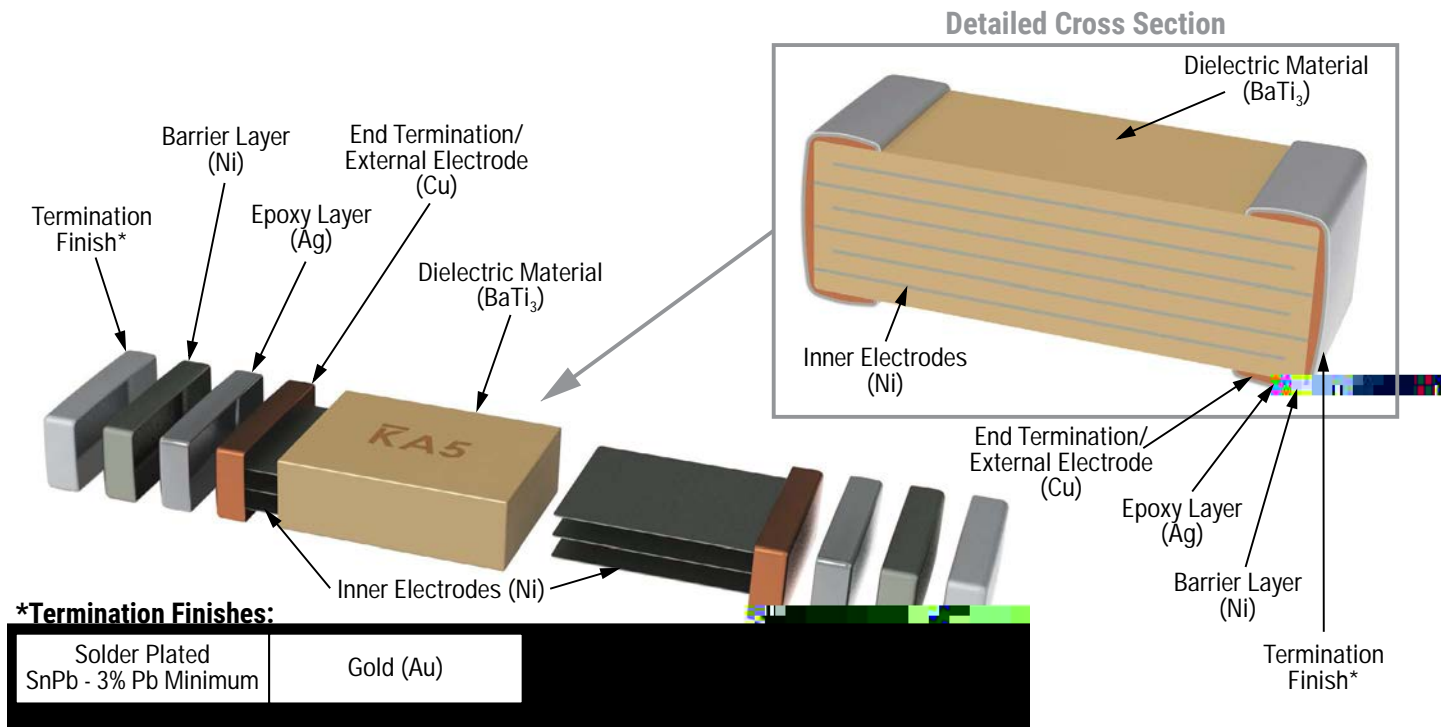 Detailed Cross Section
Dielectric Material
(BaTi₃)
Inner Electrodes
(Ni)
End Termination/
External Electrode
(Cu)
Epoxy Layer
(Ag)
Barrier Layer
(Ni)
Termination
Finish*
Termination
Finish*
Barrier Layer
(Ni)
Epoxy Layer
(Ag)
End Termination/
External Electrode
(Cu)
Dielectric Material
(BaTi₃)
KA5
Inner Electrodes (Ni)
*Termination Finishes:
Solder Plated
SnPb - 3% Pb Minimum
Gold (Au)